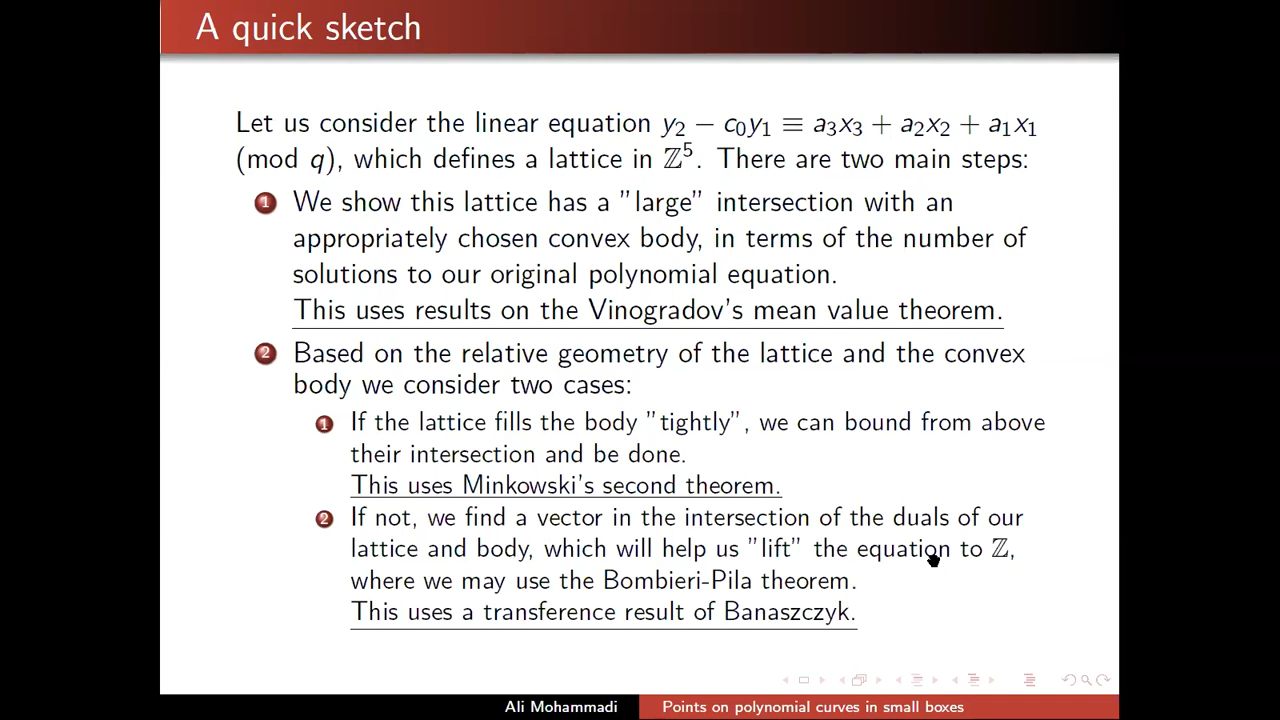 A quick sketch
Let us consider the linear equation y₂ − c₀y₁ ≡ a₃x₃ + a₂x₂ + a₁x₁
(mod q), which defines a lattice in ℤ⁵. There are two main steps:
1 We show this lattice has a ”large” intersection with an
appropriately chosen convex body, in terms of the number of
solutions to our original polynomial equation.
This uses results on the Vinogradov’s mean value theorem.
2 Based on the relative geometry of the lattice and the convex
body we consider two cases:
1 If the lattice fills the body ”tightly”, we can bound from above
their intersection and be done.
This uses Minkowski’s second theorem.
2 If not, we find a vector in the intersection of the duals of our
lattice and body, which will help us ”lift” the equation to ℤ,
where we may use the Bombieri-Pila theorem.
This uses a transference result of Banaszczyk.
Ali Mohammadi
Points on polynomial curves in small boxes